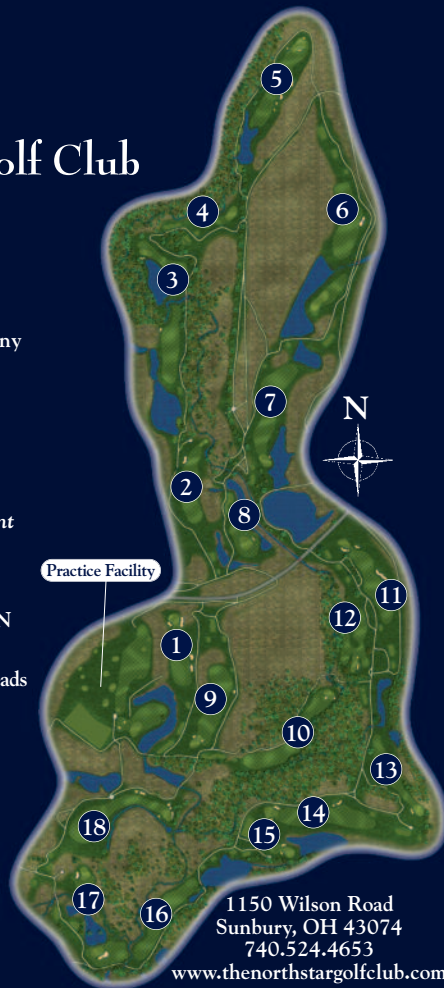 5
olf Club
4
6
3
ny
7
N
2
8
nt
Practice Facility
11
N
12
1
ads
9
10
13
14
18
15
17
16
1150 Wilson Road
Sunbury, OH 43074
740.524.4653
www.thenorthstargolfclub.com